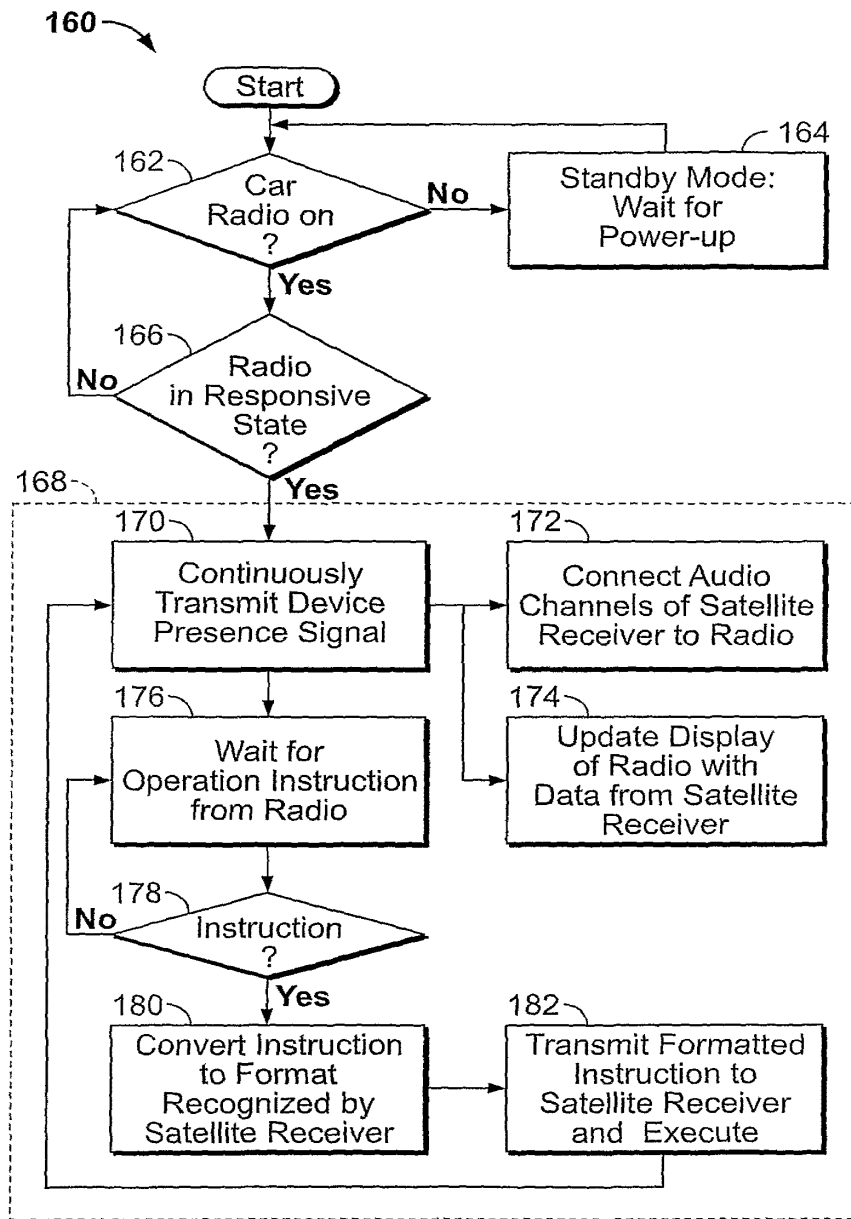 160
Start
162
Car
Radio on
?
No
164
Standby Mode:
Wait for
Power-up
Yes
166
Radio
in Responsive
State
?
No
Yes
168
170
Continuously
Transmit Device
Presence Signal
172
Connect Audio
Channels of Satellite
Receiver to Radio
176
Wait for
Operation Instruction
from Radio
174
Update Display
of Radio with
Data from Satellite
Receiver
178
Instruction
?
No
Yes
180
Convert Instruction
to Format
Recognized by
Satellite Receiver
182
Transmit Formatted
Instruction to
Satellite Receiver
and Execute